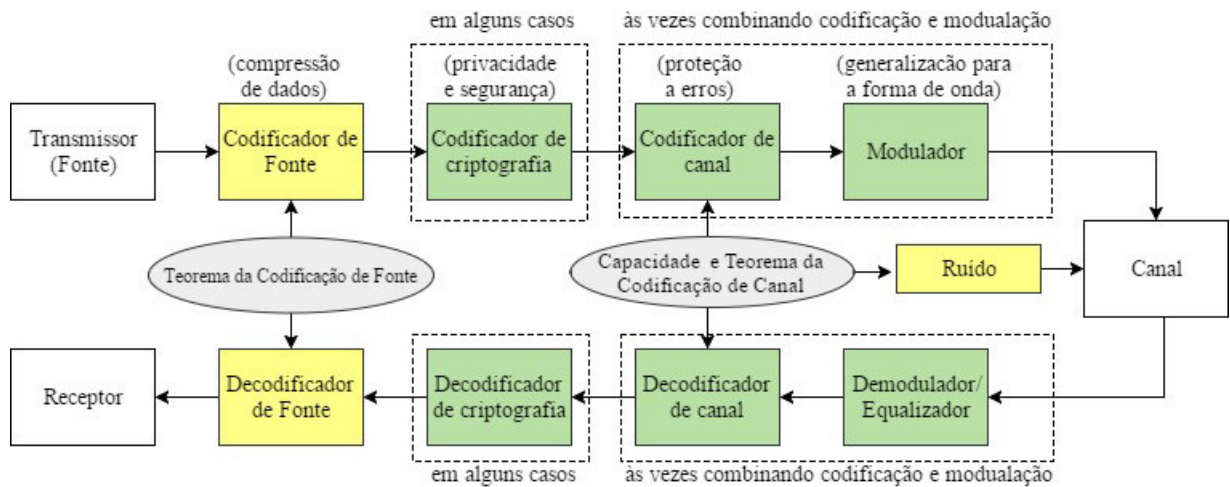 em alguns casos
às vezes combinando codificação e modualação
(compressão
de dados)
(privacidade
e segurança)
(proteção
a erros)
(generalizacão para
a forma de onda)
Transmissor
(Fonte)
Codificador de
Fonte
Codificador de
criptografia
Codificador de
canal
Modulador
Teorema da Codificação de Fonte
Capacidade e Teorema da
Codificação de Canal
Ruído
Canal
Receptor
Decodificador
de Fonte
Decodificador
de criptografia
Decodificador
de canal
Demodulador/
Equalizador
em alguns casos
às vezes combinando codificação e modualação